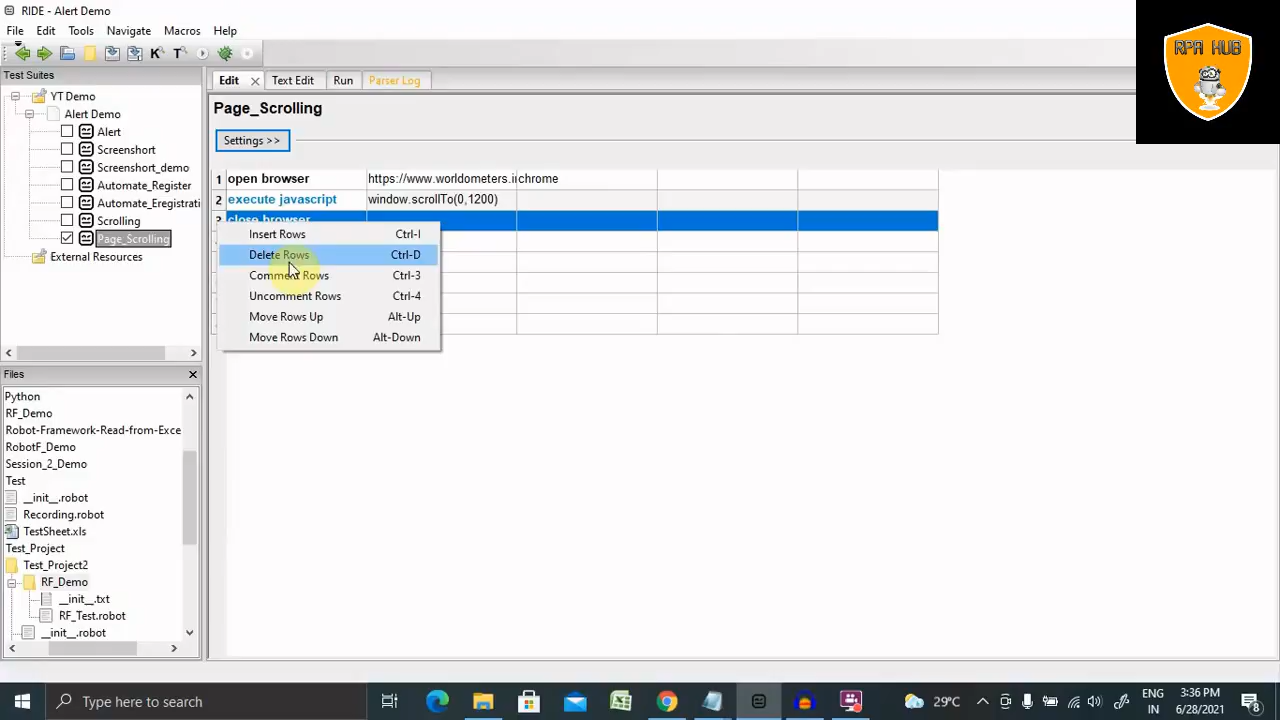 RIDE - Alert Demo
File Edit Tools Navigate Macros Help
RPA HUB
Test Suites
Edit Text Edit Run Parser Log
YT Demo
Alert Demo
Alert
Screenshort
Screenshort_demo
Automate_Register
Automate_Eregistrati
Scrolling
Page_Scrolling
External Resources
Page_Scrolling
Settings >>
1 open browser https://www.worldometers.ii chrome
2 execute javascript window.scrollTo(0,1200)
3 close browser
Insert Rows Ctrl-I
Delete Rows Ctrl-D
Comment Rows Ctrl-3
Uncomment Rows Ctrl-4
Move Rows Up Alt-Up
Move Rows Down Alt-Down
Files
Python
RF_Demo
Robot-Framework-Read-from-Exce
RobotF_Demo
Session_2_Demo
Test
__init__.robot
Recording.robot
TestSheet.xls
Test_Project
Test_Project2
RF_Demo
__init__.txt
RF_Test.robot
__init__.robot
Type here to search
29°C
ENG
IN
3:36 PM
6/28/2021
8